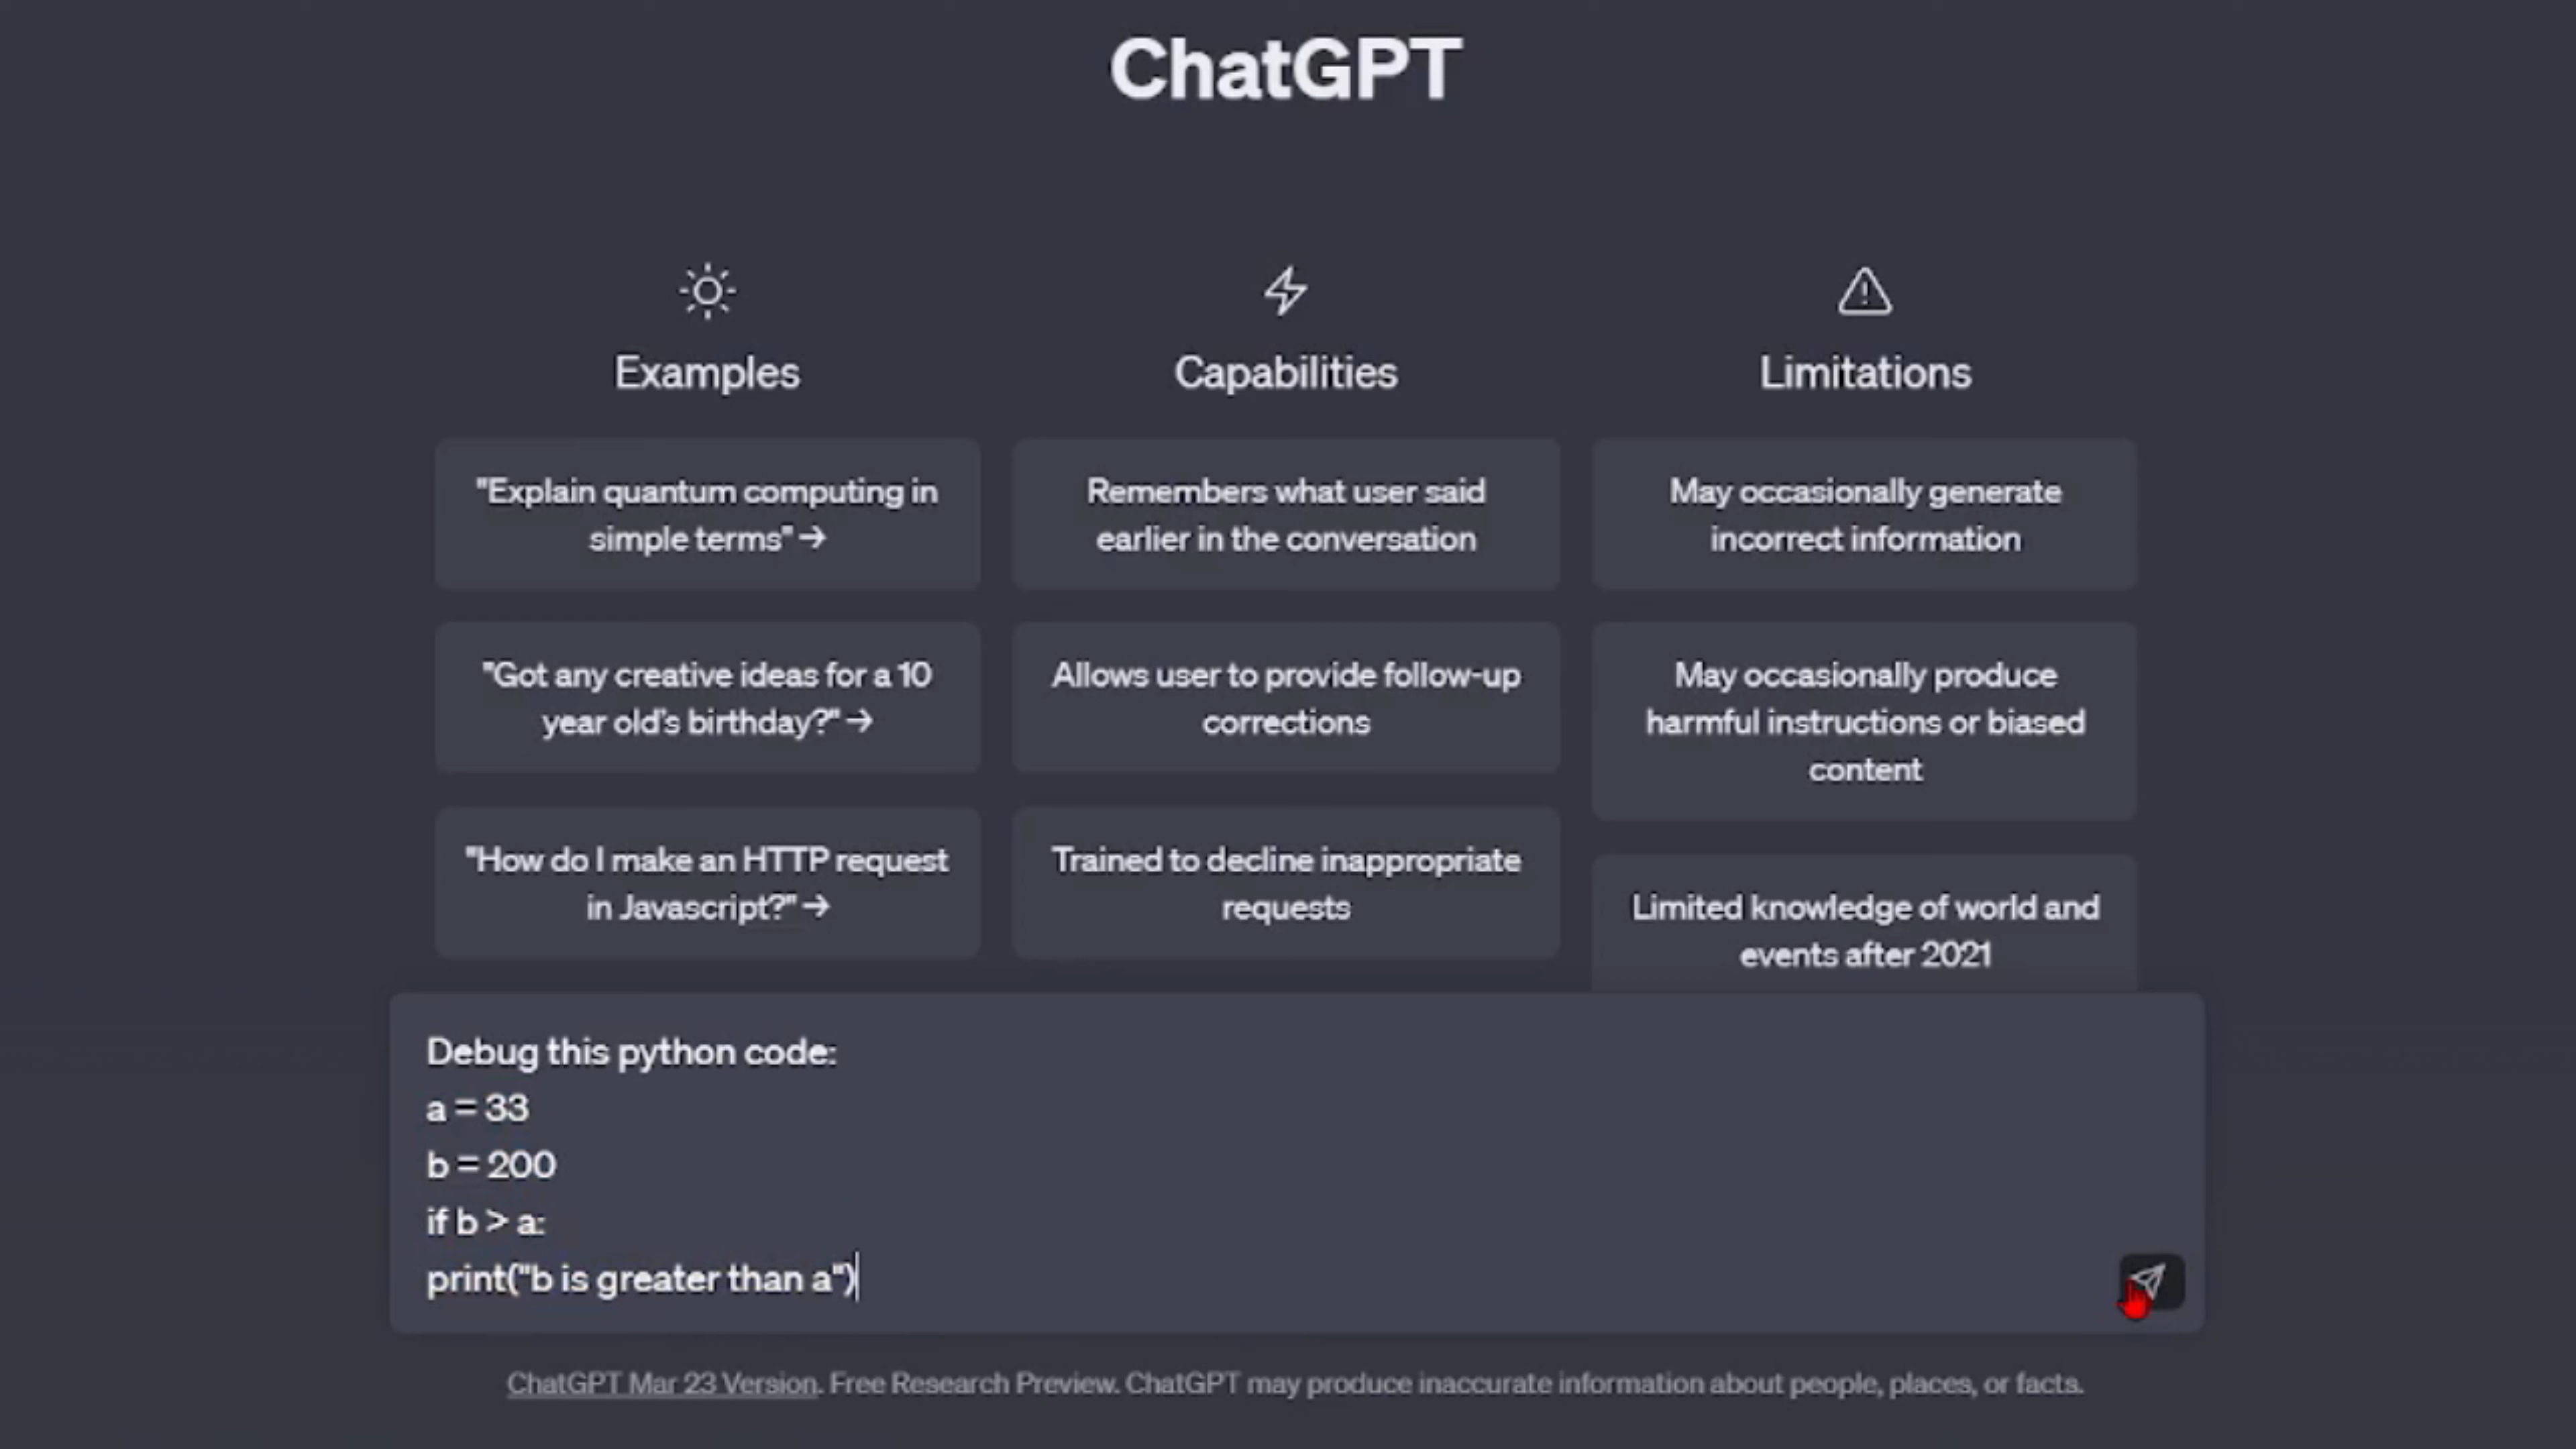 ChatGPT
Examples
"Explain quantum computing in
simple terms" →
"Got any creative ideas for a 10
year old's birthday?" →
"How do I make an HTTP request
in Javascript?" →
Capabilities
Remembers what user said
earlier in the conversation
Allows user to provide follow-up
corrections
Trained to decline inappropriate
requests
Limitations
May occasionally generate
incorrect information
May occasionally produce
harmful instructions or biased
content
Limited knowledge of world and
events after 2021
Debug this python code:
a = 33
b = 200
if b > a:
print("b is greater than a")
ChatGPT Mar 23 Version. Free Research Preview. ChatGPT may produce inaccurate information about people, places, or facts.